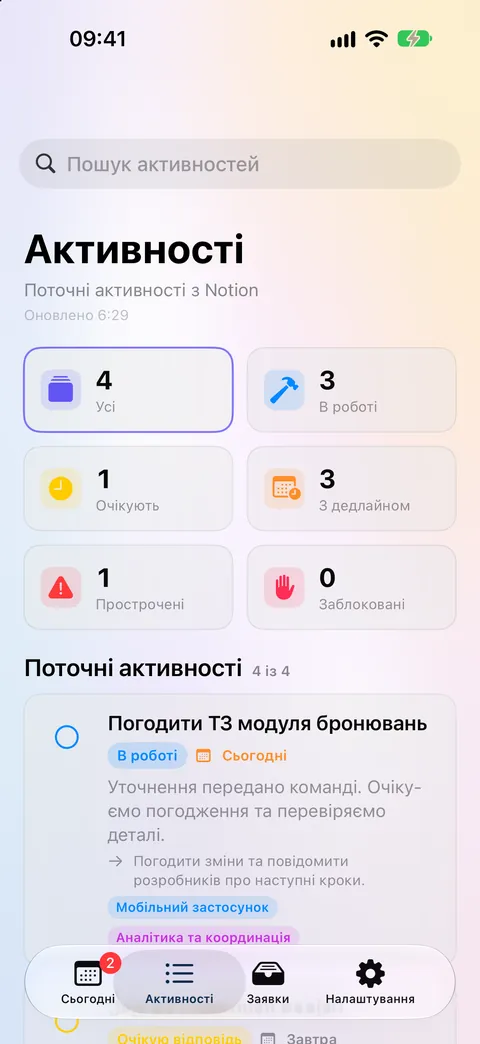 09:41
Пошук активностей
Активності
Поточні активності з Notion
Оновлено 6:29
4
Усі
3
В роботі
1
Очікують
3
З дедлайном
1
Прострочені
0
Заблоковані
Поточні активності 4 із 4
Погодити ТЗ модуля бронювань
В роботі Сьогодні
Уточнення передано команді. Очіку-
ємо погодження та перевіряємо
деталі.
→ Погодити зміни та повідомити
розробників про наступні кроки.
Мобільний застосунок
Аналітика та координація
2
Сьогодні Активності Заявки Налаштування
Очікую відповідь Завтра